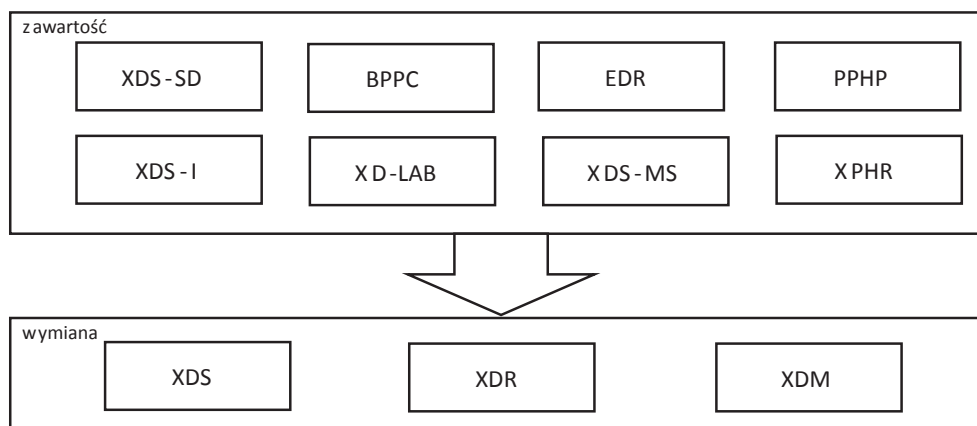 zawartość
XDS-SD BPPC EDR PPHP
XDS-I XD-LAB XDS-MS XPHR
wymiana
XDS XDR XDM